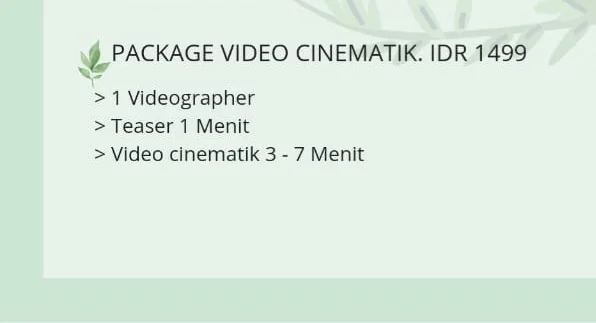 PACKAGE VIDEO CINEMATIK. IDR 1499
> 1 Videographer
> Teaser 1 Menit
> Video cinematik 3 - 7 Menit